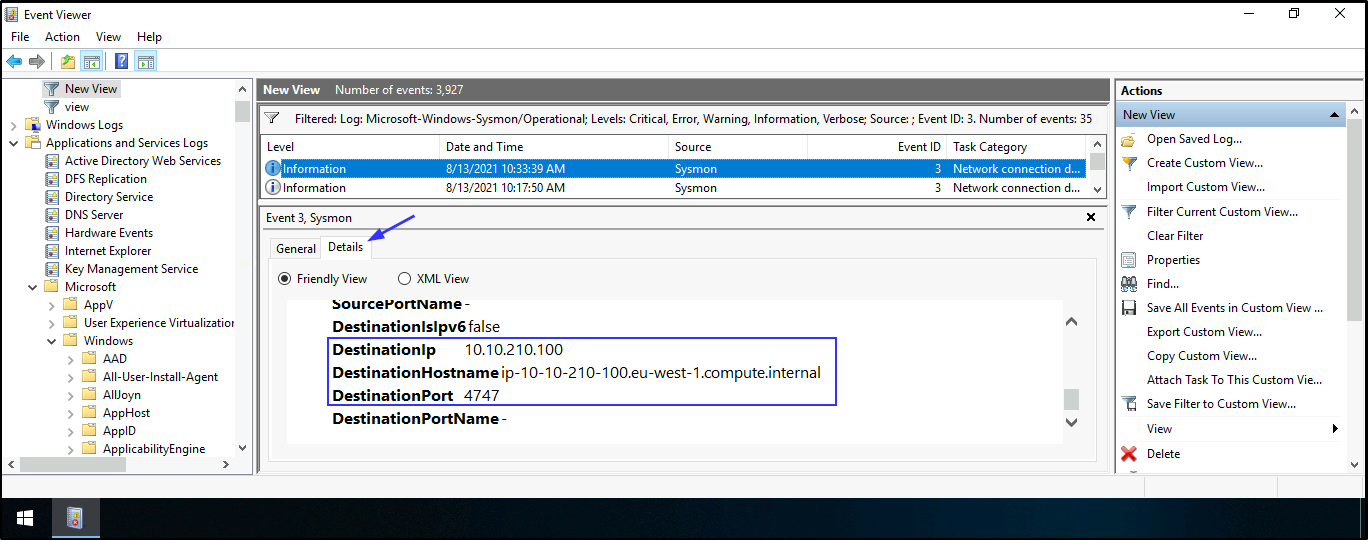 Event Viewer
File Action View Help
New View
view
Windows Logs
Applications and Services Logs
Active Directory Web Services
DFS Replication
Directory Service
DNS Server
Hardware Events
Internet Explorer
Key Management Service
Microsoft
AppV
User Experience Virtualization
Windows
AAD
All-User-Install-Agent
AllJoyn
AppHost
AppID
ApplicabilityEngine
New View Number of events: 3,927
Filtered: Log: Microsoft-Windows-Sysmon/Operational; Levels: Critical, Error, Warning, Information, Verbose; Source: ; Event ID: 3. Number of events: 35
Level Date and Time Source Event ID Task Category
Information 8/13/2021 10:33:39 AM Sysmon 3 Network connection d...
Information 8/13/2021 10:17:50 AM Sysmon 3 Network connection d...
Event 3, Sysmon
General Details
Friendly View XML View
SourcePortName -
DestinationIsIpv6 false
DestinationIp 10.10.210.100
DestinationHostname ip-10-10-210-100.eu-west-1.compute.internal
DestinationPort 4747
DestinationPortName -
Actions
New View
Open Saved Log...
Create Custom View...
Import Custom View...
Filter Current Custom View...
Clear Filter
Properties
Find...
Save All Events in Custom View ...
Export Custom View...
Copy Custom View...
Attach Task To This Custom Vie...
Save Filter to Custom View...
View
Delete